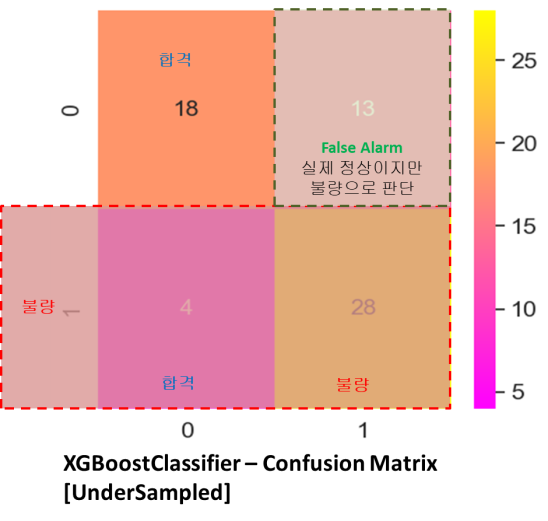 합격
0
18
13
False Alarm
실제 정상이지만
불량으로 판단
불량
1
4
28
합격
불량
0
1
25
20
15
10
5
XGBoostClassifier – Confusion Matrix
[UnderSampled]